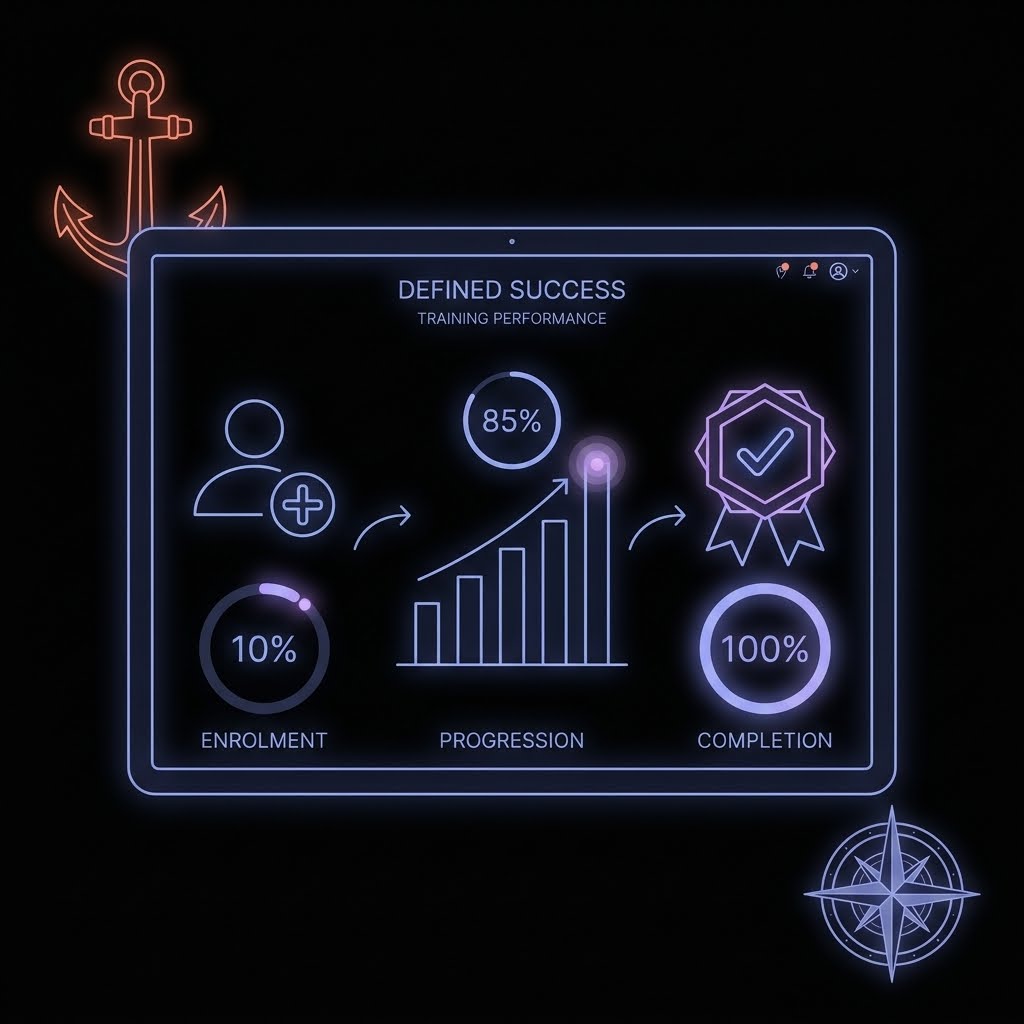 DEFINED SUCCESS
TRAINING PERFORMANCE
85%
10%
100%
ENROLMENT
PROGRESSION
COMPLETION